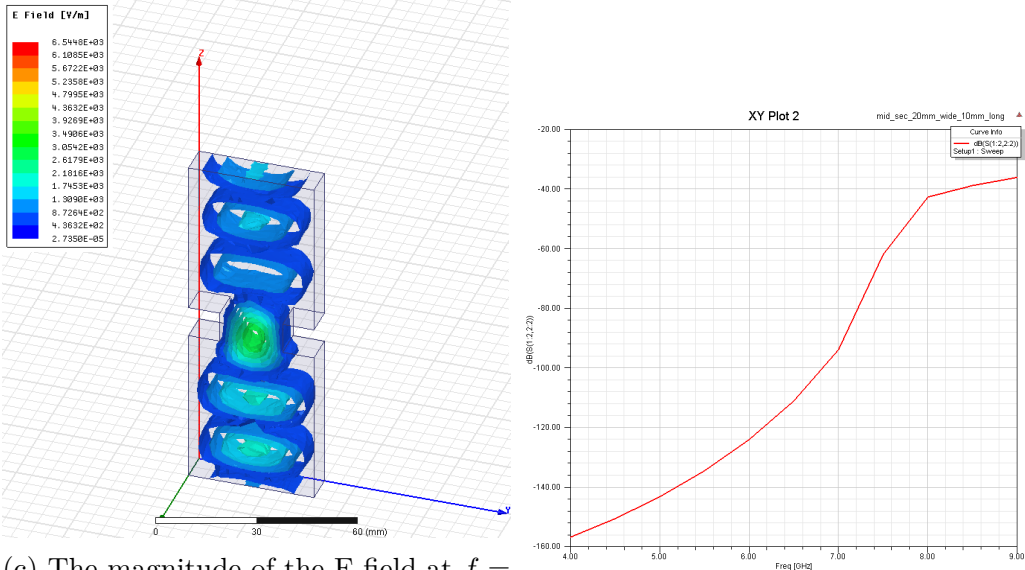 E Field [V/m]
6.5448E+03
6.1085E+03
5.6722E+03
5.2358E+03
4.7995E+03
4.3632E+03
3.9269E+03
3.4906E+03
3.0542E+03
2.6179E+03
2.1816E+03
1.7453E+03
1.3090E+03
8.7264E+02
4.3632E+02
2.7350E-05
Z
Y
0 30 60 (mm)
(c) The magnitude of the E field at f =
XY Plot 2
mid_sec_20mm_wide_10mm_long
Curve Info
dB(S(1:2,2:2))
Setup1 : Sweep
dB(S(1:2,2:2))
-20.00
-40.00
-60.00
-80.00
-100.00
-120.00
-140.00
-160.00
4.00 5.00 6.00 7.00 8.00 9.00
Freq [GHz]